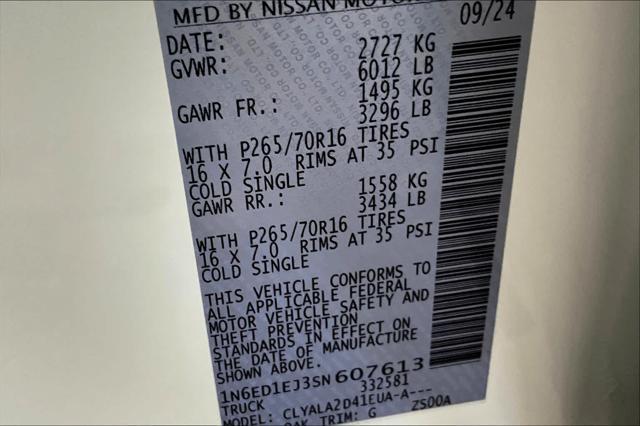 MFD BY NISSAN MOTOR
DATE: 09/24
GVWR: 2727 KG
6012 LB
GAWR FR.: 1495 KG
3296 LB
WITH P265/70R16 TIRES
16 X 7.0 RIMS AT 35 PSI
COLD SINGLE
GAWR RR.: 1558 KG
3434 LB
WITH P265/70R16 TIRES
16 X 7.0 RIMS AT 35 PSI
COLD SINGLE
THIS VEHICLE CONFORMS TO
ALL APPLICABLE FEDERAL
MOTOR VEHICLE SAFETY AND
THEFT PREVENTION
STANDARDS IN EFFECT ON
THE DATE OF MANUFACTURE
SHOWN ABOVE.
1N6ED1EJ3SN607613
TRUCK 332581
MODEL: CLYALA2D41EUA-A---
TRIM: G Z500A